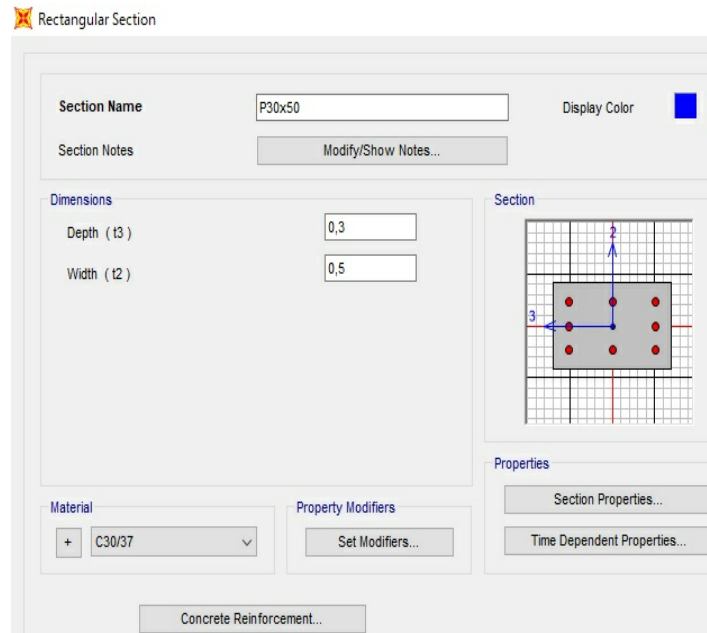 Rectangular Section
Section Name P30x50 Display Color
Section Notes Modify/Show Notes...
Dimensions
Depth ( t3 ) 0,3
Width ( t2 ) 0,5
Section
2
3
Properties
Section Properties...
Time Dependent Properties...
Material
+ C30/37
Property Modifiers
Set Modifiers...
Concrete Reinforcement...